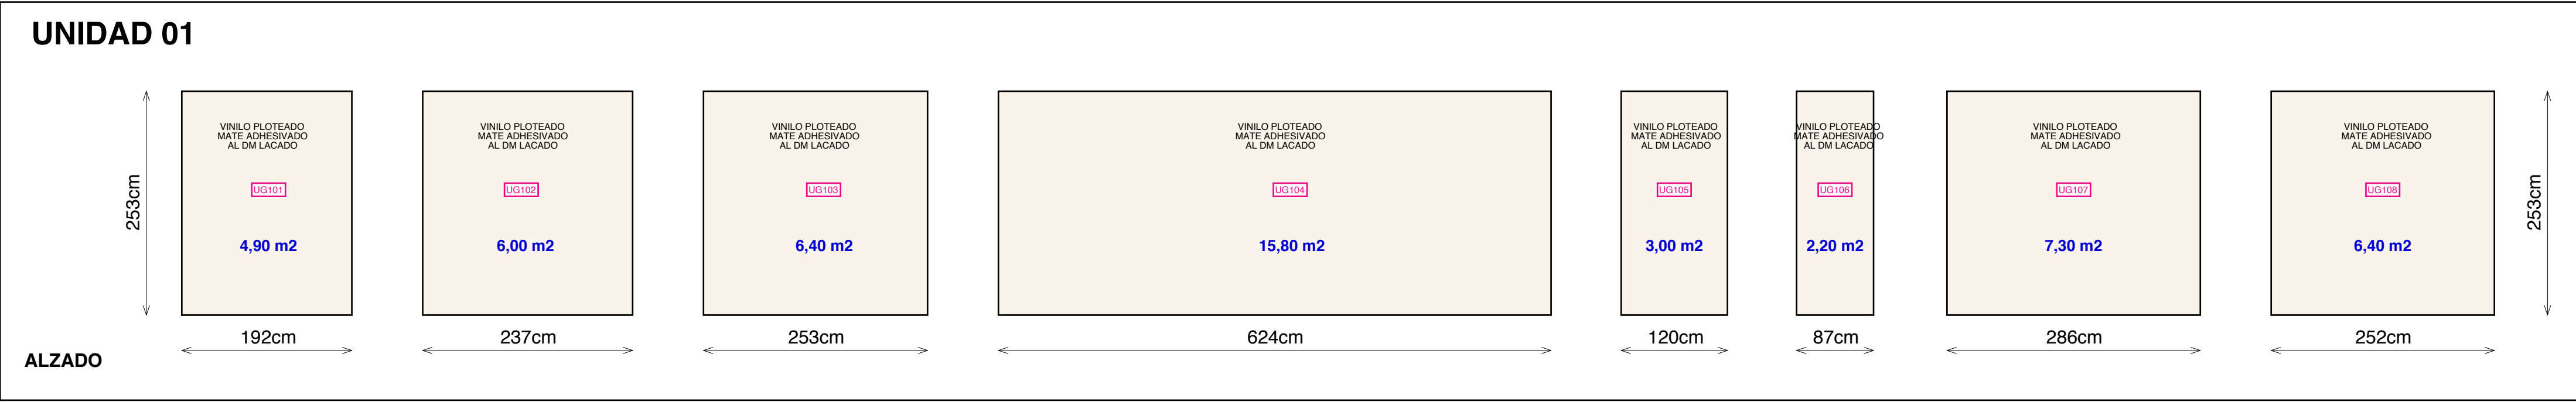 UNIDAD 01
VINILO PLOTEADO
MATE ADHESIVADO
AL DM LACADO
UG101
4,90 m2
192cm
VINILO PLOTEADO
MATE ADHESIVADO
AL DM LACADO
UG102
6,00 m2
237cm
VINILO PLOTEADO
MATE ADHESIVADO
AL DM LACADO
UG103
6,40 m2
253cm
VINILO PLOTEADO
MATE ADHESIVADO
AL DM LACADO
UG104
15,80 m2
624cm
VINILO PLOTEADO
MATE ADHESIVADO
AL DM LACADO
UG105
3,00 m2
120cm
VINILO PLOTEADO
MATE ADHESIVADO
AL DM LACADO
UG106
2,20 m2
87cm
VINILO PLOTEADO
MATE ADHESIVADO
AL DM LACADO
UG107
7,30 m2
286cm
VINILO PLOTEADO
MATE ADHESIVADO
AL DM LACADO
UG108
6,40 m2
252cm
253cm
253cm
ALZADO